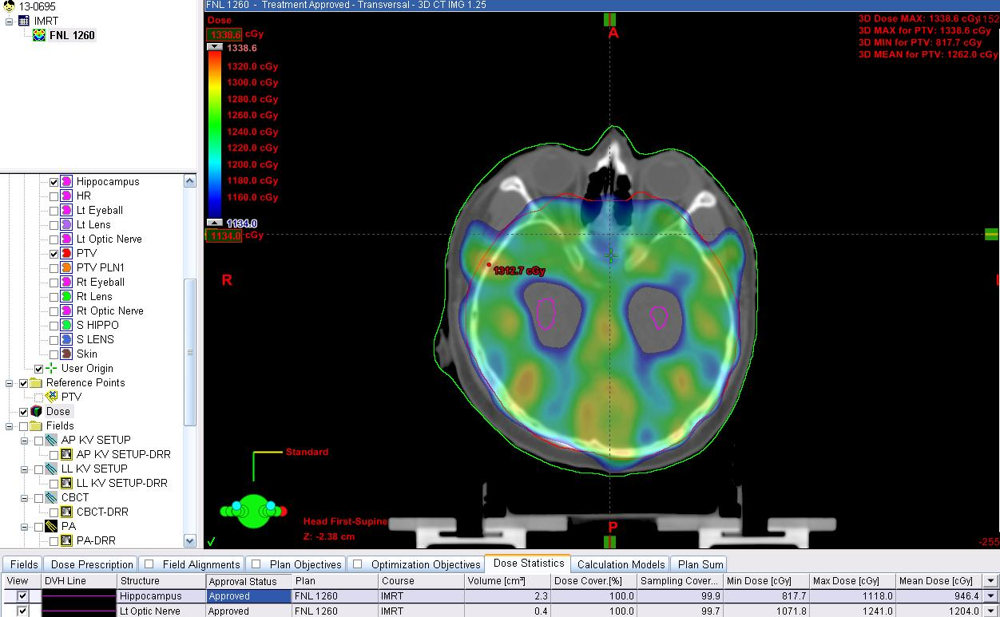 13-0695
IMRT
FNL 1260
FNL 1260 - Treatment Approved - Transversal - 3D CT IMG 1.25
Dose
1338.6 cGy
1338.6
1320.0 cGy
1300.0 cGy
1280.0 cGy
1260.0 cGy
1240.0 cGy
1220.0 cGy
1200.0 cGy
1180.0 cGy
1160.0 cGy
1134.0
1134.0 cGy
3D Dose MAX: 1338.6 cGy
3D MAX for PTV: 1338.6 cGy
3D MIN for PTV: 817.7 cGy
3D MEAN for PTV: 1262.0 cGy
A
R
1312.7 cGy
P
-255
Standard
Head First-Supine
Z: -2.38 cm
Hippocampus
HR
Lt Eyeball
Lt Lens
Lt Optic Nerve
PTV
PTV PLN1
Rt Eyeball
Rt Lens
Rt Optic Nerve
S HIPPO
S LENS
Skin
User Origin
Reference Points
PTV
Dose
Fields
AP KV SETUP
AP KV SETUP-DRR
LL KV SETUP
LL KV SETUP-DRR
CBCT
CBCT-DRR
PA
PA-DRR
Fields Dose Prescription Field Alignments Plan Objectives Optimization Objectives Dose Statistics Calculation Models Plan Sum
View DVH Line Structure Approval Status Plan Course Volume [cm³] Dose Cover.[%] Sampling Cover... Min Dose [cGy] Max Dose [cGy] Mean Dose [cGy]
Hippocampus Approved FNL 1260 IMRT 2.3 100.0 99.9 817.7 1118.0 946.4
Lt Optic Nerve Approved FNL 1260 IMRT 0.4 100.0 99.7 1071.8 1241.0 1204.0